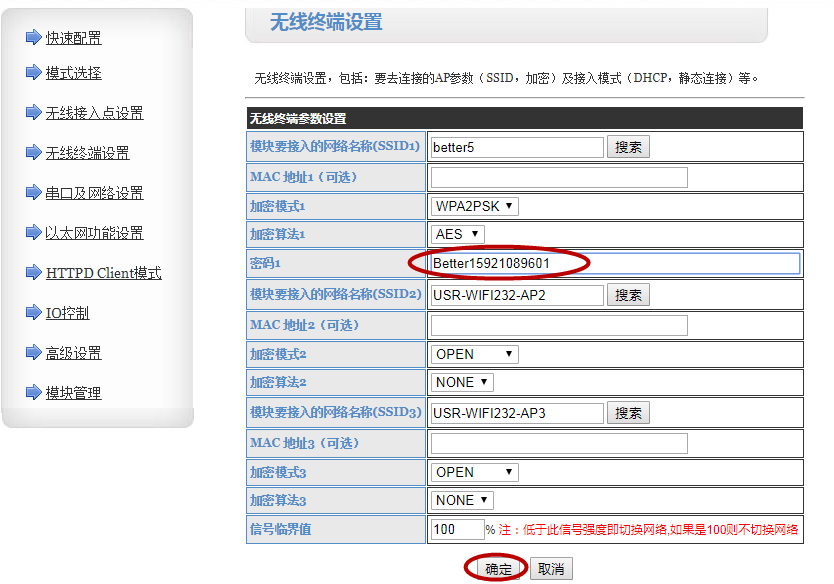 快速配置
模式选择
无线接入点设置
无线终端设置
串口及网络设置
以太网功能设置
HTTPD Client模式
IO控制
高级设置
模块管理
无线终端设置
无线终端设置，包括：要去连接的AP参数（SSID，加密）及接入模式（DHCP，静态连接）等。
无线终端参数设置
模块要接入的网络名称(SSID1) better5 搜索
MAC 地址1（可选）
加密模式1 WPA2PSK
加密算法1 AES
密码1 Better15921089601
模块要接入的网络名称(SSID2) USR-WIFI232-AP2 搜索
MAC 地址2（可选）
加密模式2 OPEN
加密算法2 NONE
模块要接入的网络名称(SSID3) USR-WIFI232-AP3 搜索
MAC 地址3（可选）
加密模式3 OPEN
加密算法3 NONE
信号临界值 100 % 注：低于此信号强度即切换网络,如果是100则不切换网络
确定 取消